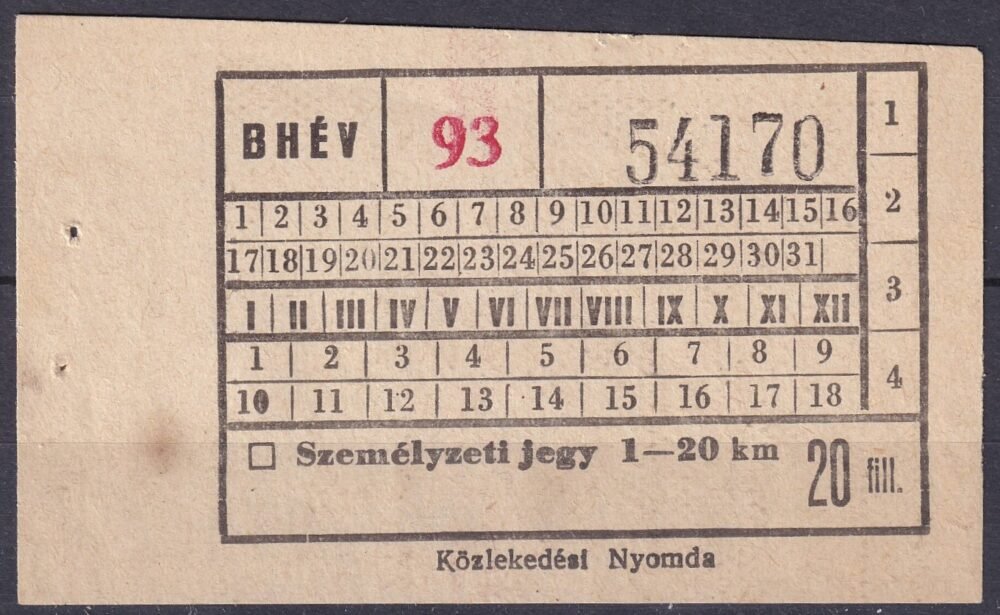 BHÉV 93 54170 1
1 2 3 4 5 6 7 8 9 10 11 12 13 14 15 16 2
17 18 19 20 21 22 23 24 25 26 27 28 29 30 31
I II III IV V VI VII VIII IX X XI XII 3
1 2 3 4 5 6 7 8 9
10 11 12 13 14 15 16 17 18 4
□ Személyzeti jegy 1—20 km 20 fill.
Közlekedési Nyomda